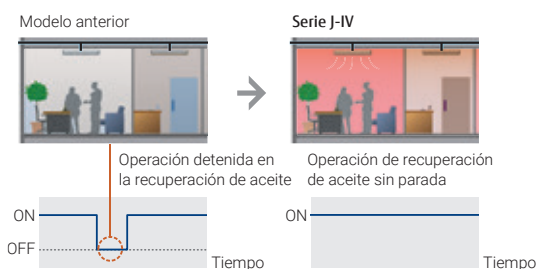 Modelo anterior
Serie J-IV
Operación detenida en
la recuperación de aceite
Operación de recuperación
de aceite sin parada
ON
OFF
Tiempo
ON
Tiempo